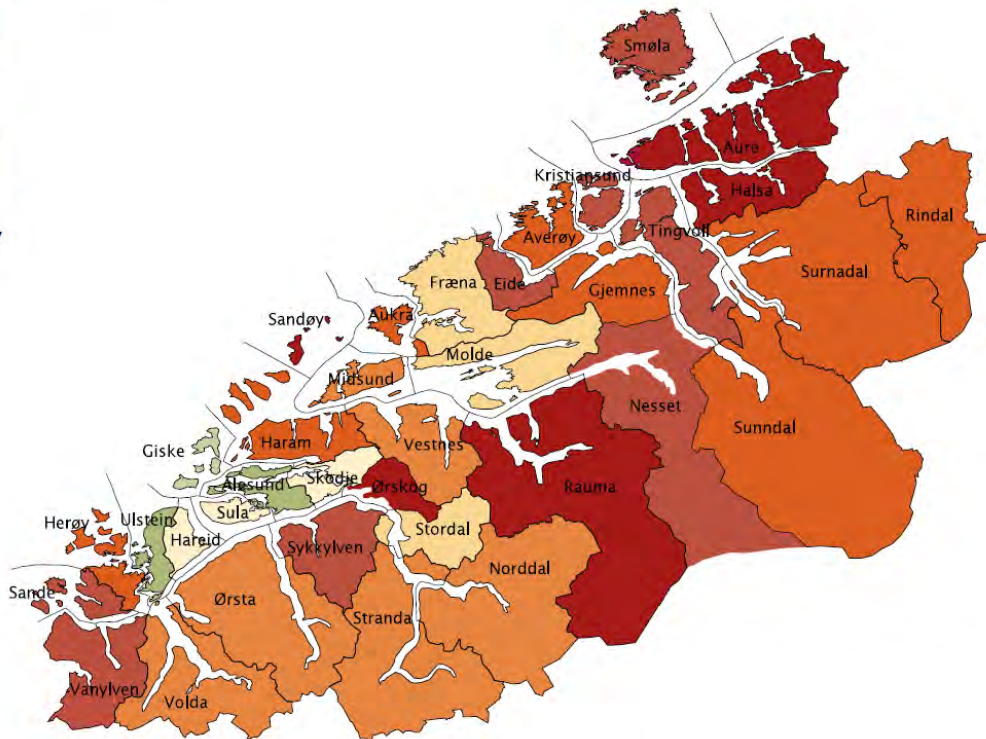 Smøla
Aure
Kristiansund
Halsa
Rindal
Averøy
Tingvoll
Surnadal
Fræna
Eide
Gjemnes
Sandøy
Aukra
Molde
Midsund
Nesset
Sunndal
Giske
Haram
Vestnes
Skodje
Ålesund
Ørskog
Rauma
Herøy
Ulstein
Sula
Stordal
Hareid
Sykkylven
Norddal
Sande
Ørsta
Stranda
Vanylven
Volda